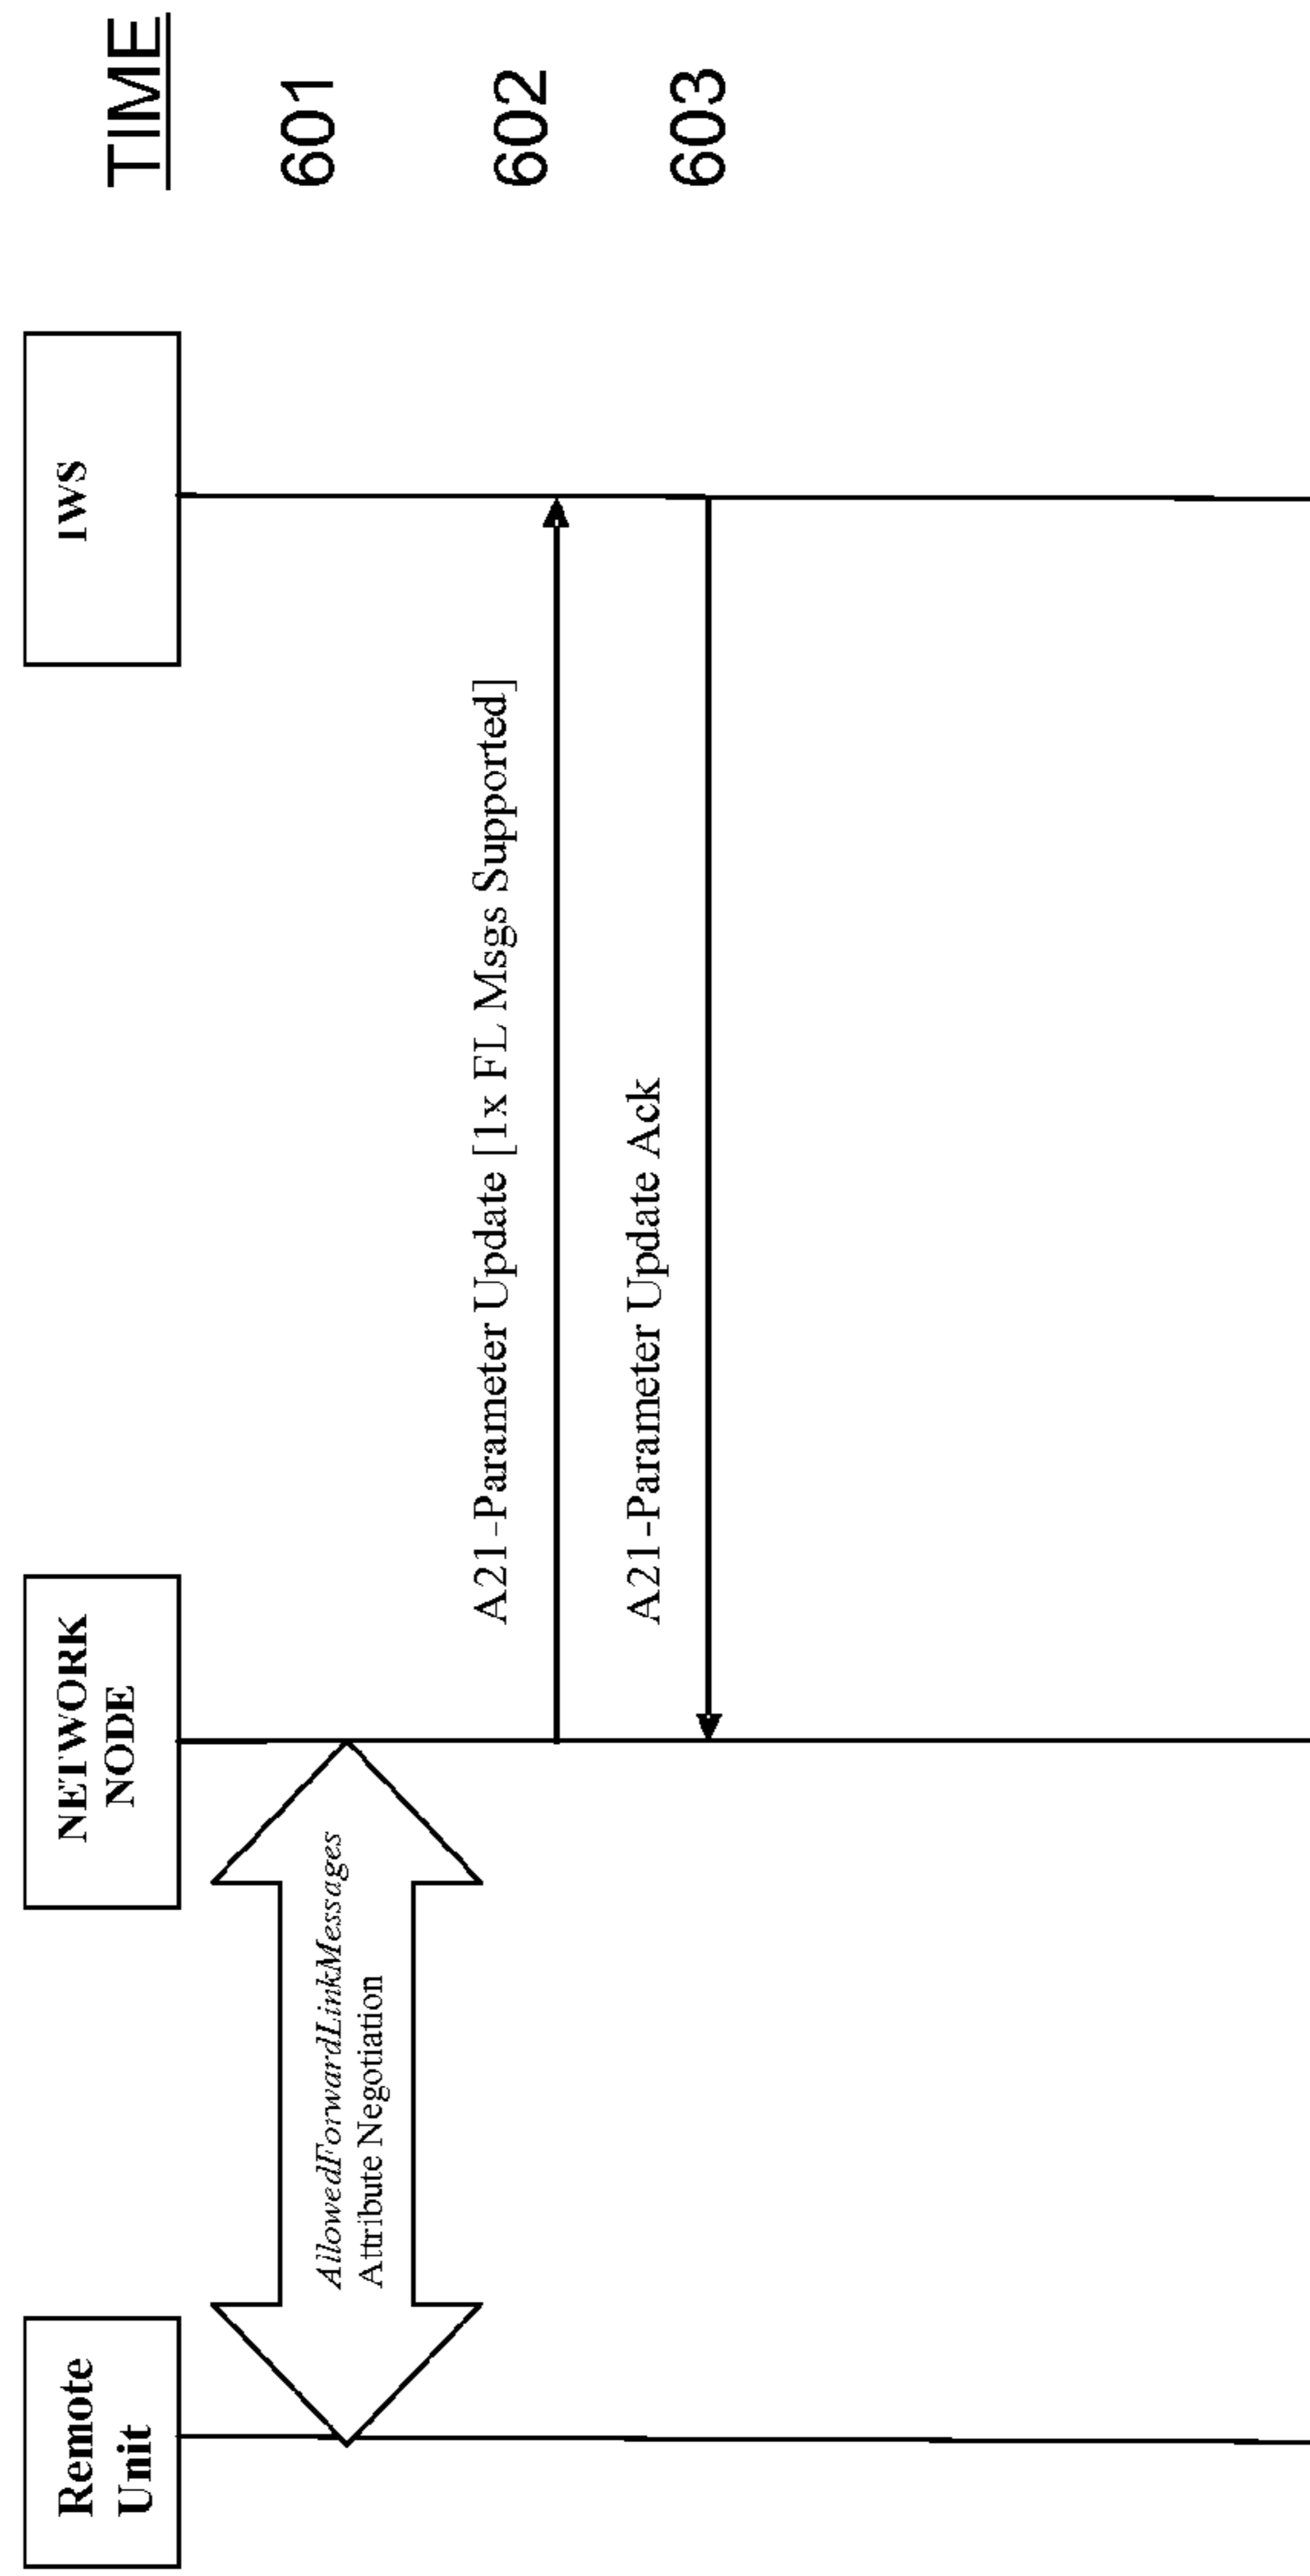 Remote
Unit
NETWORK
NODE
IWS
TIME
AllowedForwardLinkMessages
Attribute Negotiation
601
A21-Parameter Update [1x FL Msgs Supported]
602
A21-Parameter Update Ack
603